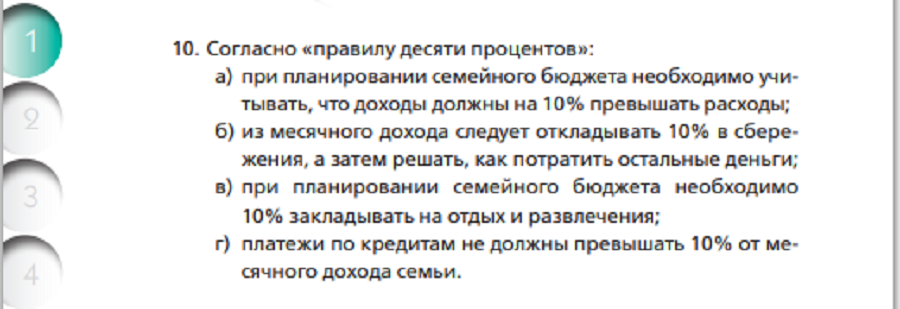 1
2
3
4
10. Согласно «правилу десяти процентов»:
а) при планировании семейного бюджета необходимо учи-
тывать, что доходы должны на 10% превышать расходы;
б) из месячного дохода следует откладывать 10% в сбере-
жения, а затем решать, как потратить остальные деньги;
в) при планировании семейного бюджета необходимо
10% закладывать на отдых и развлечения;
г) платежи по кредитам не должны превышать 10% от ме-
сячного дохода семьи.